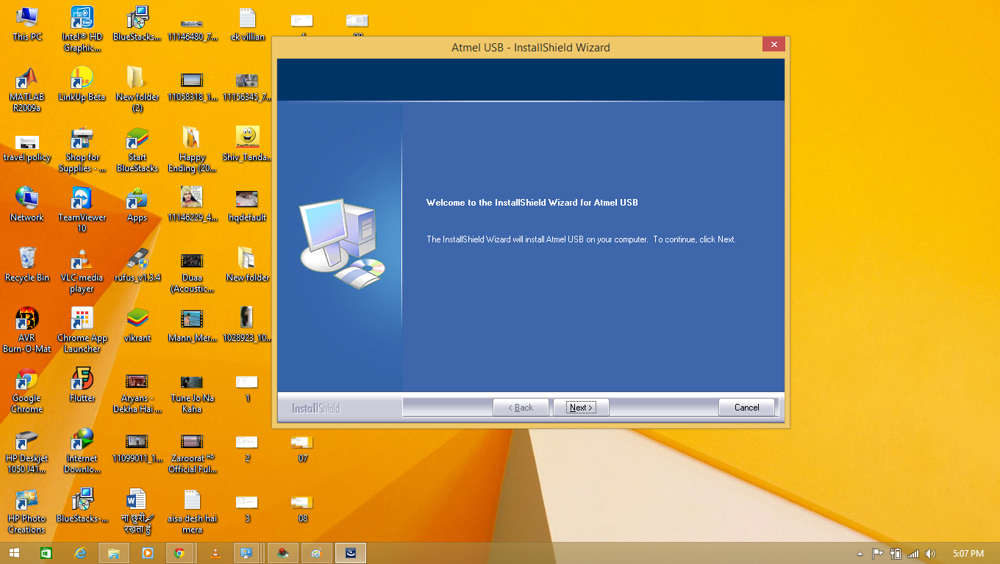 This PC
Intel® HD
Graphic...
BlueStacks...
11146480_7...
ek villian
MATLAB
R2009a
LinkUp Beta
New folder
(2)
11058318_1...
11156345_7...
travel policy
Shop for
Supplies - ...
Start
BlueStacks
Happy
Ending (20...
Shiv_Tanda...
Network
TeamViewer
10
Apps
11146229_4...
hqdefault
Recycle Bin
VLC media
player
rufus_v1.3.4
Duaa
(Acoustic...
New folder
AVR
Burn-O-Mat
Chrome App
Launcher
vikrant
Mann_Mer...
1028923_10...
Google
Chrome
Flutter
Aryans -
Dekha Hai ...
Tune Jo Na
Kaha
1
HP Deskjet
1050 J41...
Internet
Downlo...
11099011_1...
Zaroorat ᴴᴰ
Official Ful...
2
07
HP Photo
Creations
BlueStacks-...
ना छुरी
रखता हुं
aisa desh hai
mera
3
08
Atmel USB - InstallShield Wizard
Welcome to the InstallShield Wizard for Atmel USB
The InstallShield Wizard will install Atmel USB on your computer. To continue, click Next.
InstallShield
< Back
Next >
Cancel
5:07 PM